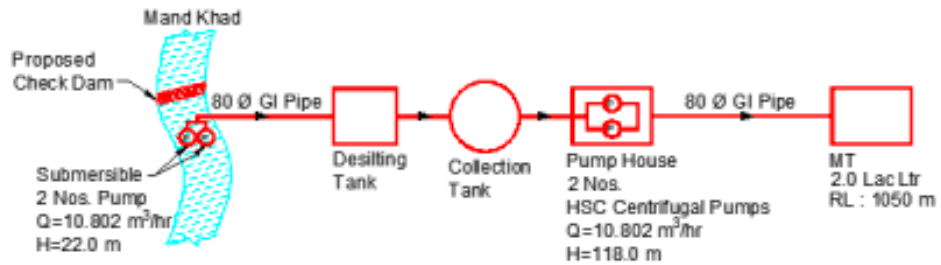 Mand Khad
Proposed
Check Dam
80 Ø GI Pipe
80 Ø GI Pipe
Submersible
2 Nos. Pump
Q=10.802 m³/hr
H=22.0 m
Desilting
Tank
Collection
Tank
Pump House
2 Nos.
HSC Centrifugal Pumps
Q=10.802 m³/hr
H=118.0 m
MT
2.0 Lac Ltr
RL : 1050 m